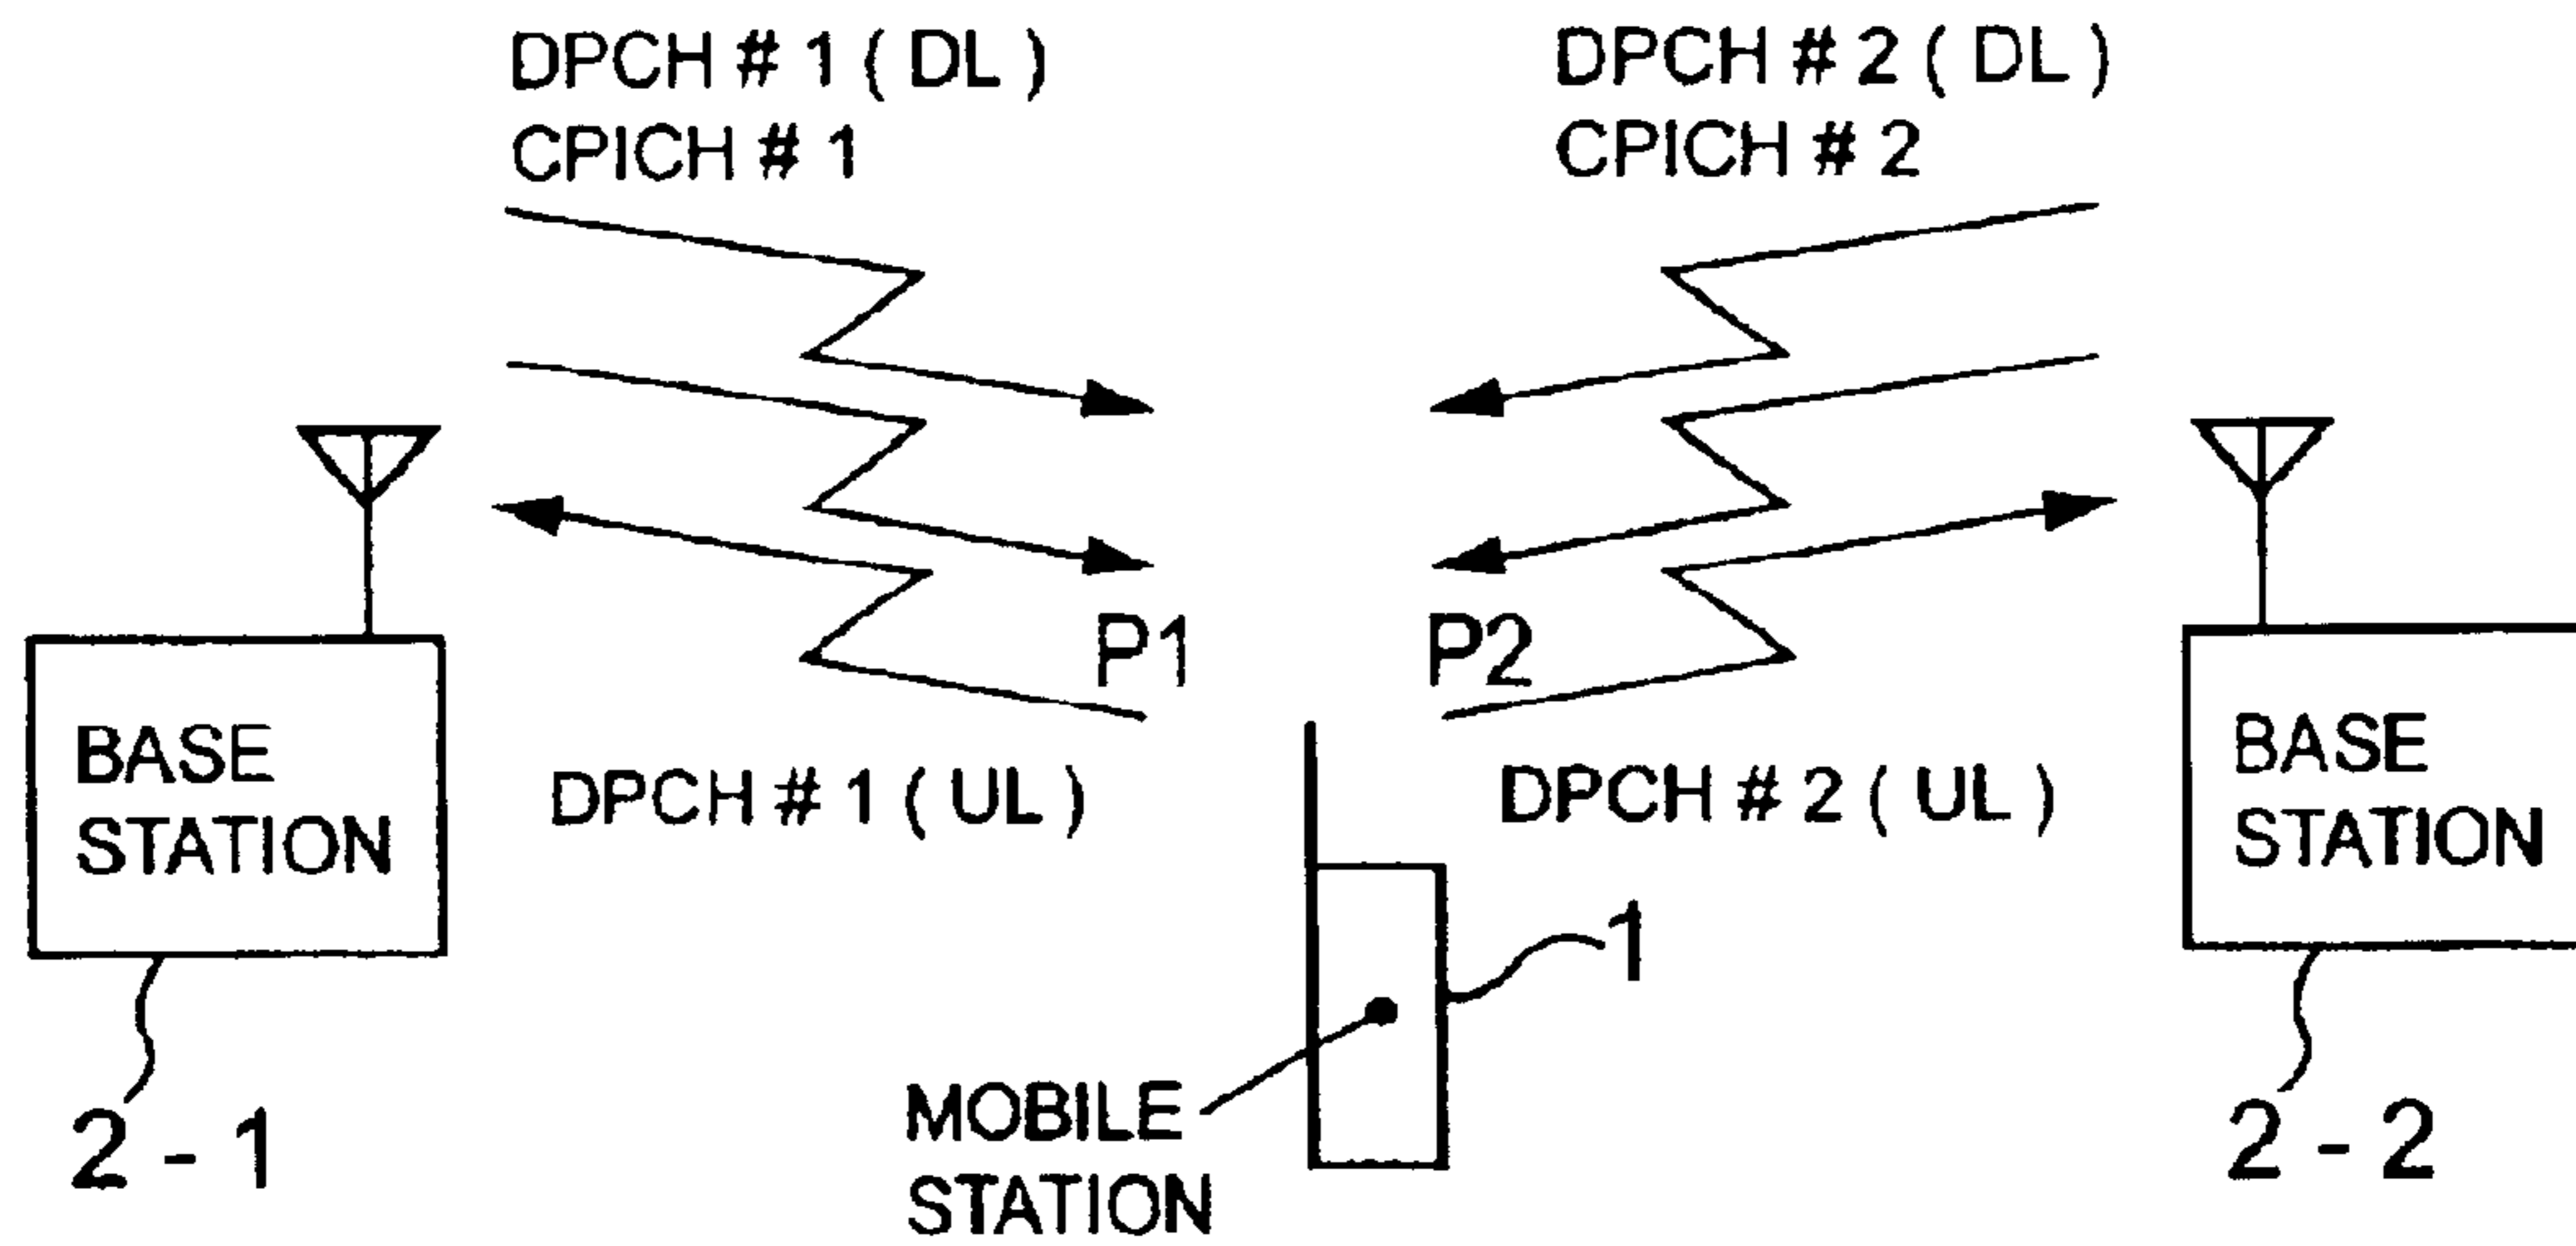 DPCH # 1 ( DL )
CPICH # 1
DPCH # 2 ( DL )
CPICH # 2
P1
P2
BASE
STATION
DPCH # 1 ( UL )
DPCH # 2 ( UL )
BASE
STATION
1
2 - 1
MOBILE
STATION
2 - 2